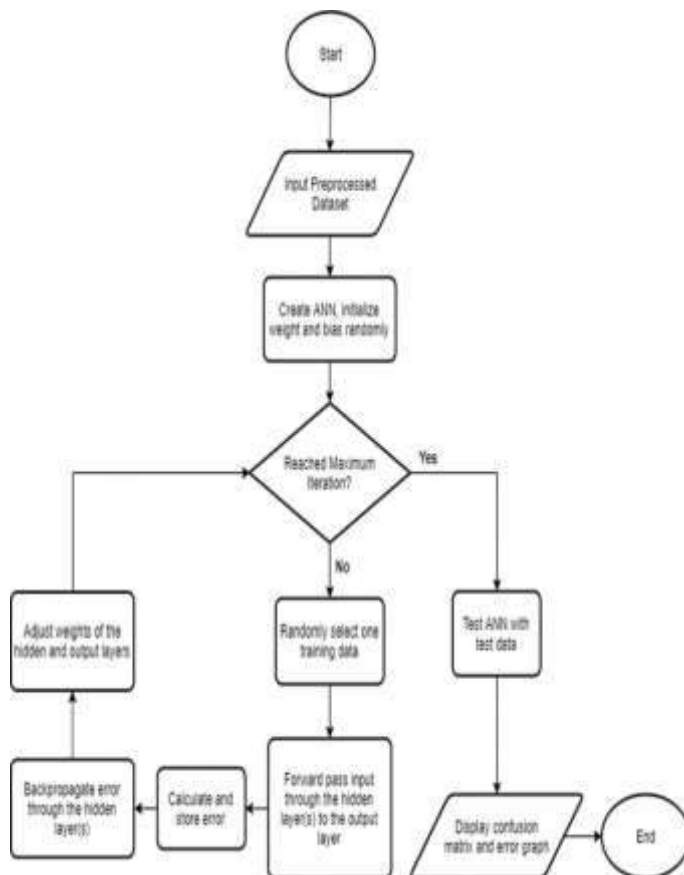 Start
Input Preprocessed
Dataset
Create ANN, initialize
weight and bias randomly
Reached Maximum
Iteration?
Yes
No
Adjust weights of the
hidden and output layers
Randomly select one
training data
Test ANN with
test data
Backpropagate error
through the hidden
layer(s)
Calculate and
store error
Forward pass input
through the hidden
layer(s) to the output
layer
Display confusion
matrix and error graph
End